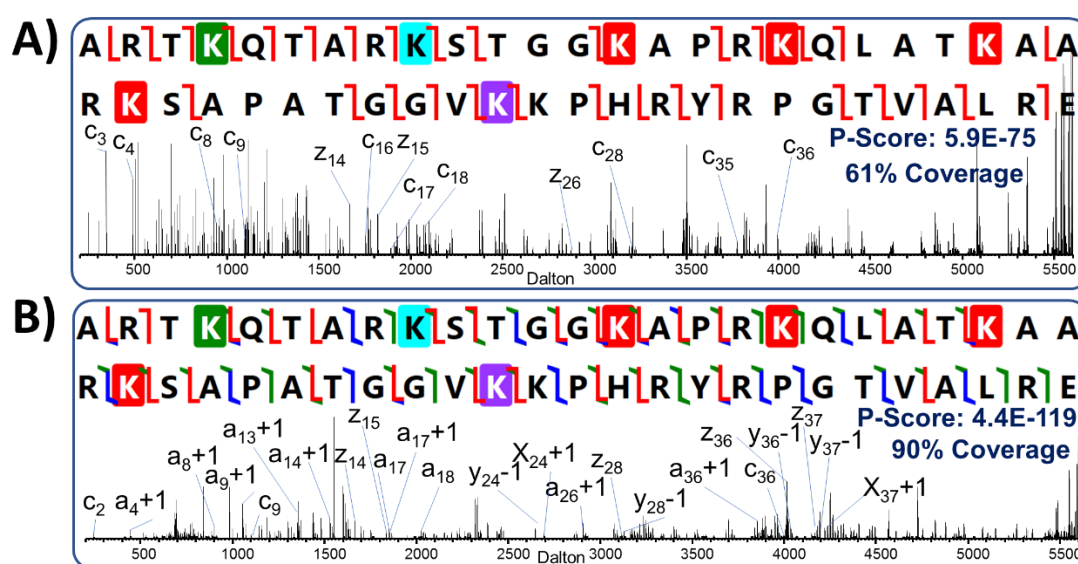 A)
A R T K Q T A R K S T G G K A P R K Q L A T K A A
R K S A P A T G G V K K P H R Y R P G T V A L R E
P-Score: 5.9E-75
61% Coverage
c3 c4 c8 c9 z14 c16 z15 c17 c18 z26 c28 c35 c36
500 1000 1500 2000 2500 3000 3500 4000 4500 5000 5500
Dalton
B)
A R T K Q T A R K S T G G K A P R K Q L A T K A A
R K S A P A T G G V K K P H R Y R P G T V A L R E
P-Score: 4.4E-119
90% Coverage
c2 a4+1 a8+1 a9+1 c9 a13+1 a14+1 z14 z15 a17 a17+1 a18 y24-1 X24+1 a26+1 z28 y28-1 a36+1 z36 c36 y36-1 z37 y37-1 X37+1
500 1000 1500 2000 2500 3000 3500 4000 4500 5000 5500
Dalton